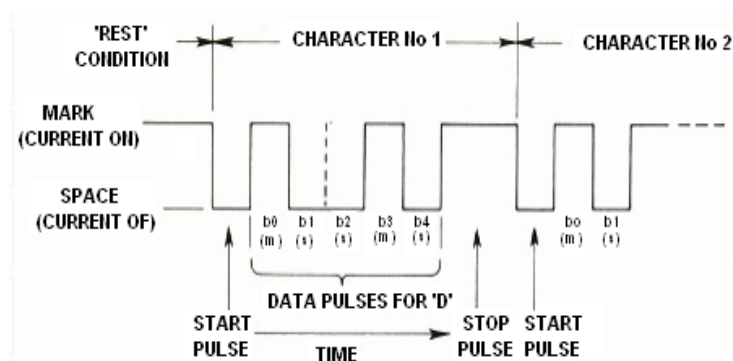 'REST'
CONDITION
CHARACTER No 1
CHARACTER No 2
MARK
(CURRENT ON)
SPACE
(CURRENT OF)
b0 b1 b2 b3 b4 bo b1
(m) (s) (s) (m) (s) (m) (s)
DATA PULSES FOR 'D'
START
PULSE
TIME
STOP
PULSE
START
PULSE